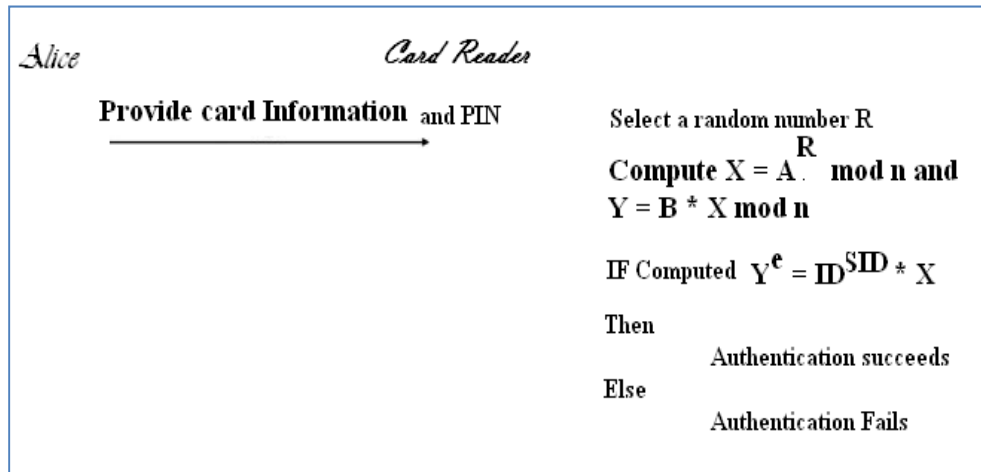 Alice Card Reader
Provide card Information and PIN
Select a random number R
Compute X = A^R mod n and
Y = B * X mod n
IF Computed Y^e = ID^SID * X
Then
Authentication succeeds
Else
Authentication Fails